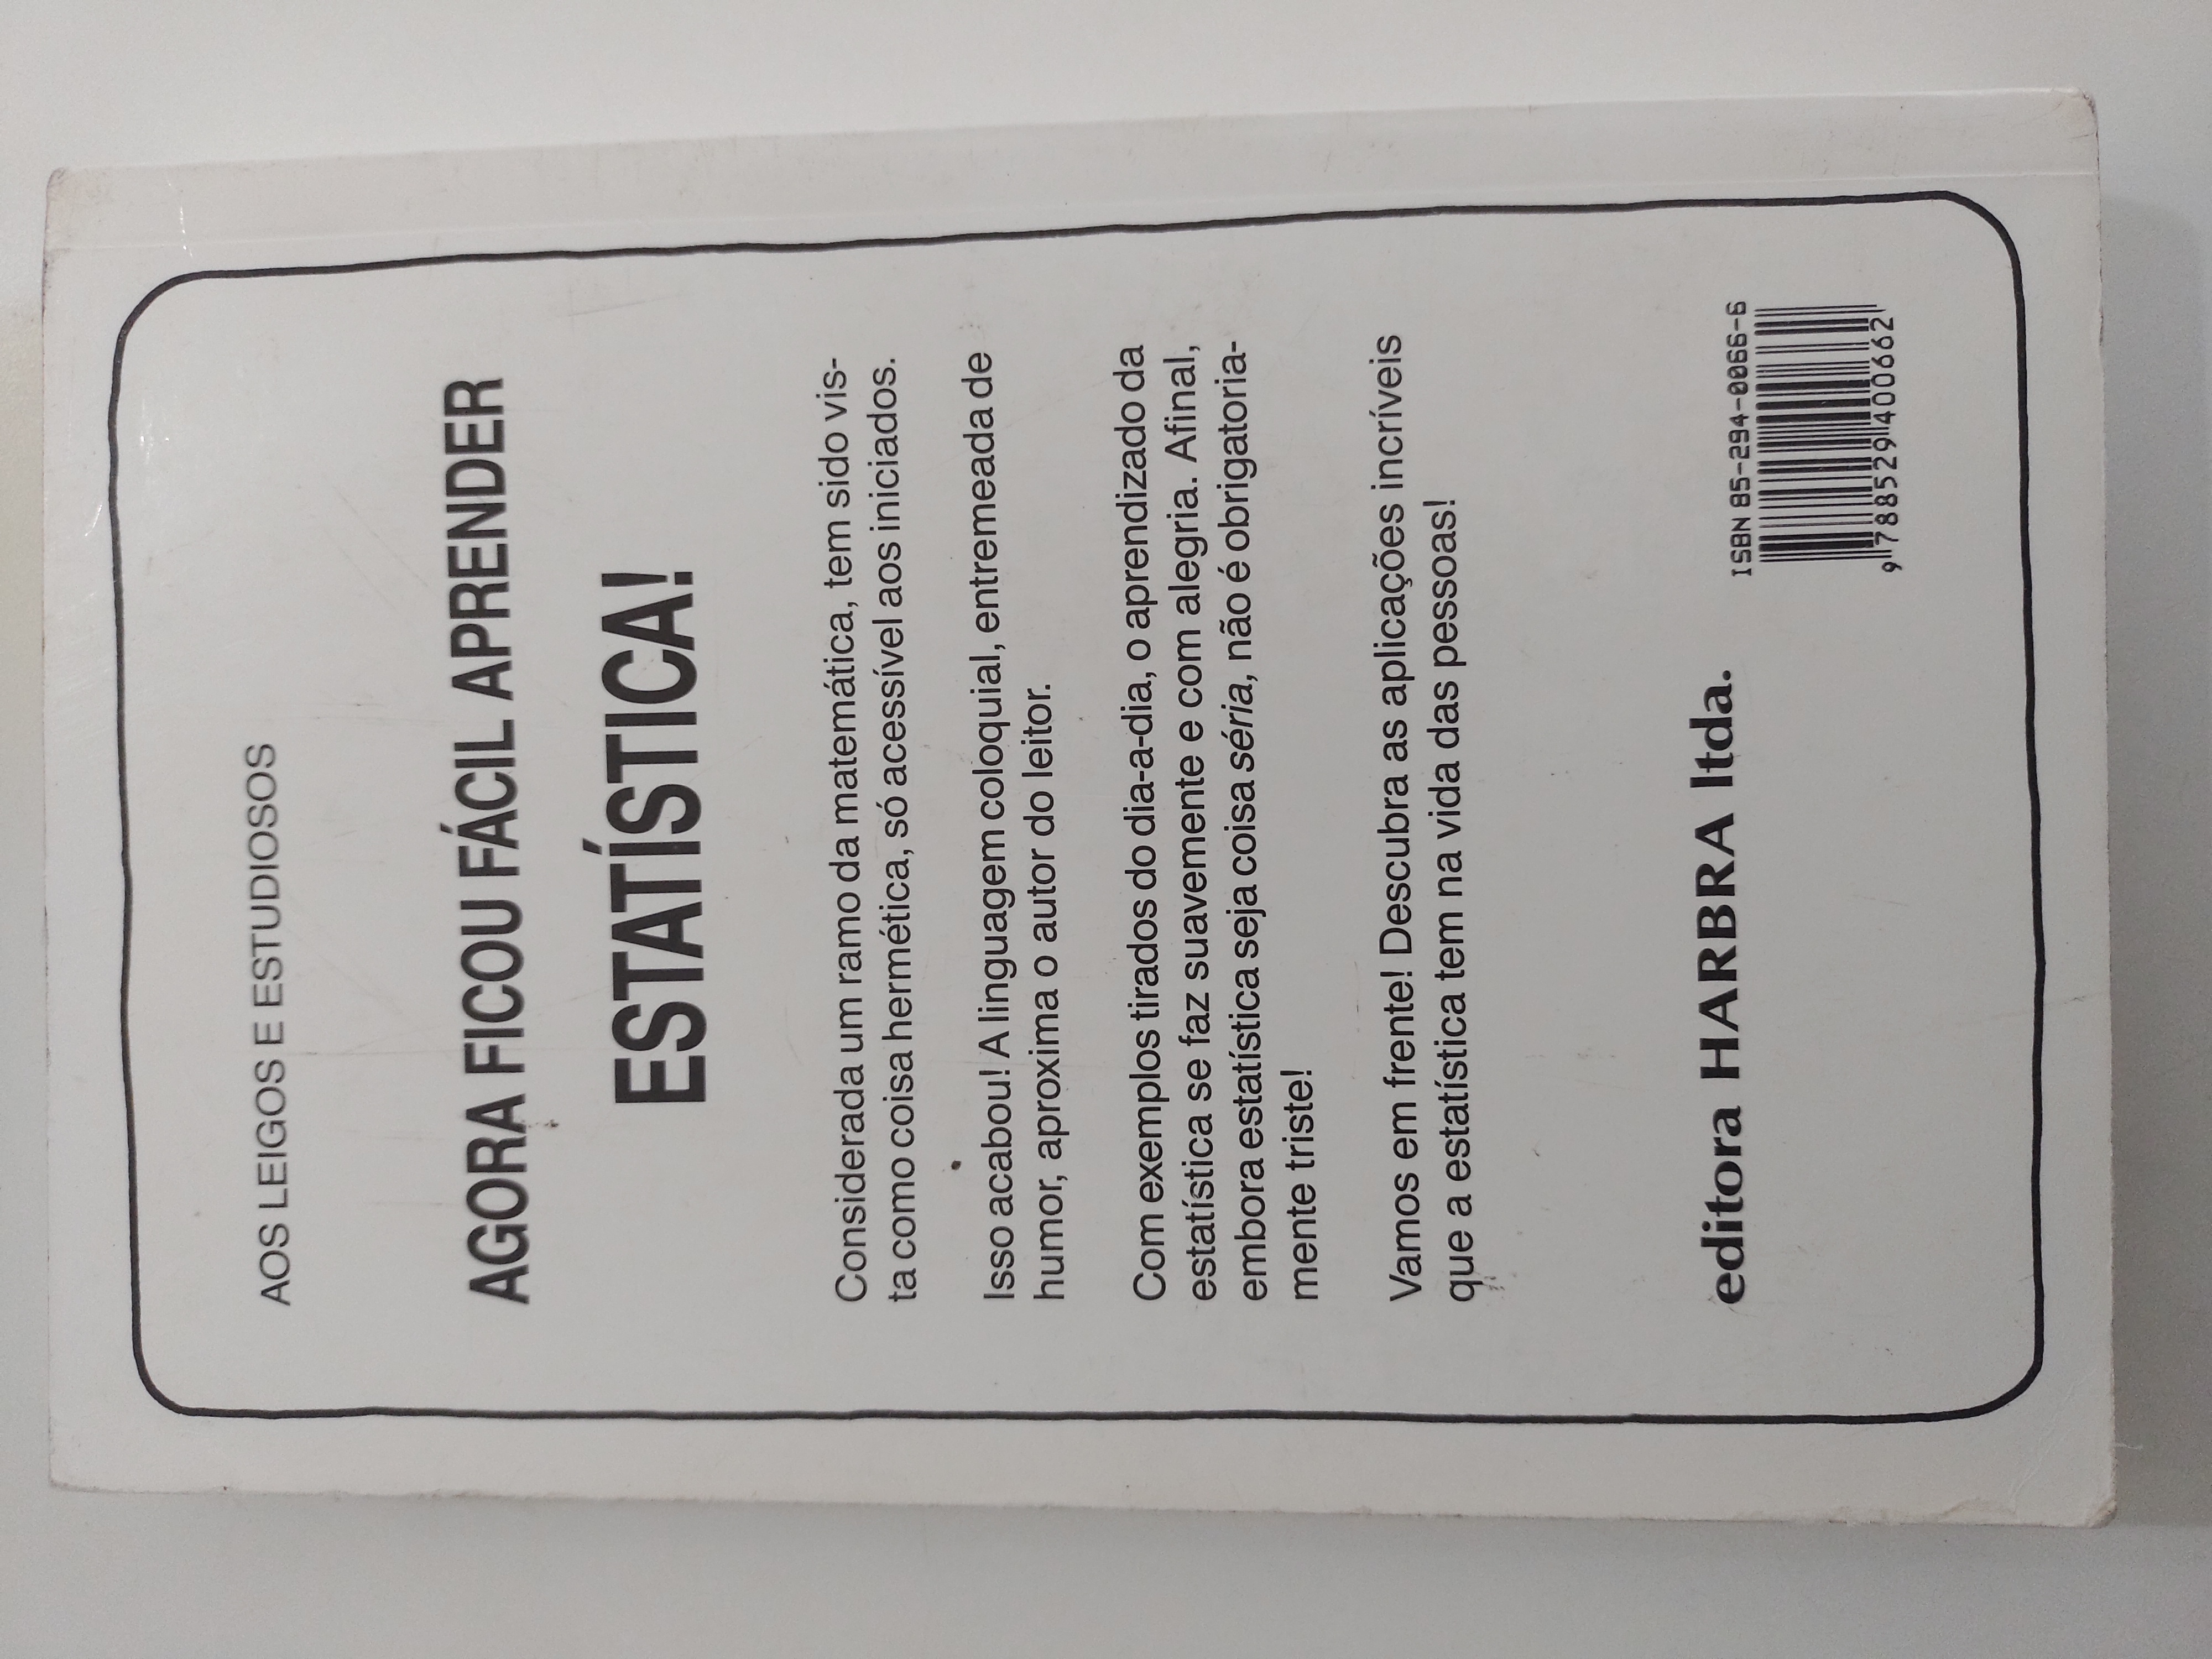 AOS LEIGOS E ESTUDIOSOS
AGORA FICOU FÁCIL APRENDER
ESTATÍSTICA!
Considerada um ramo da matemática, tem sido vis-
ta como coisa hermética, só acessível aos iniciados.
Isso acabou! A linguagem coloquial, entremeada de
humor, aproxima o autor do leitor.
Com exemplos tirados do dia-a-dia, o aprendizado da
estatística se faz suavemente e com alegria. Afinal,
embora estatística seja coisa séria, não é obrigatoria-
mente triste!
Vamos em frente! Descubra as aplicações incríveis
que a estatística tem na vida das pessoas!
editora HARBRA ltda.
ISBN 85-294-0066-6
9 788529 400662